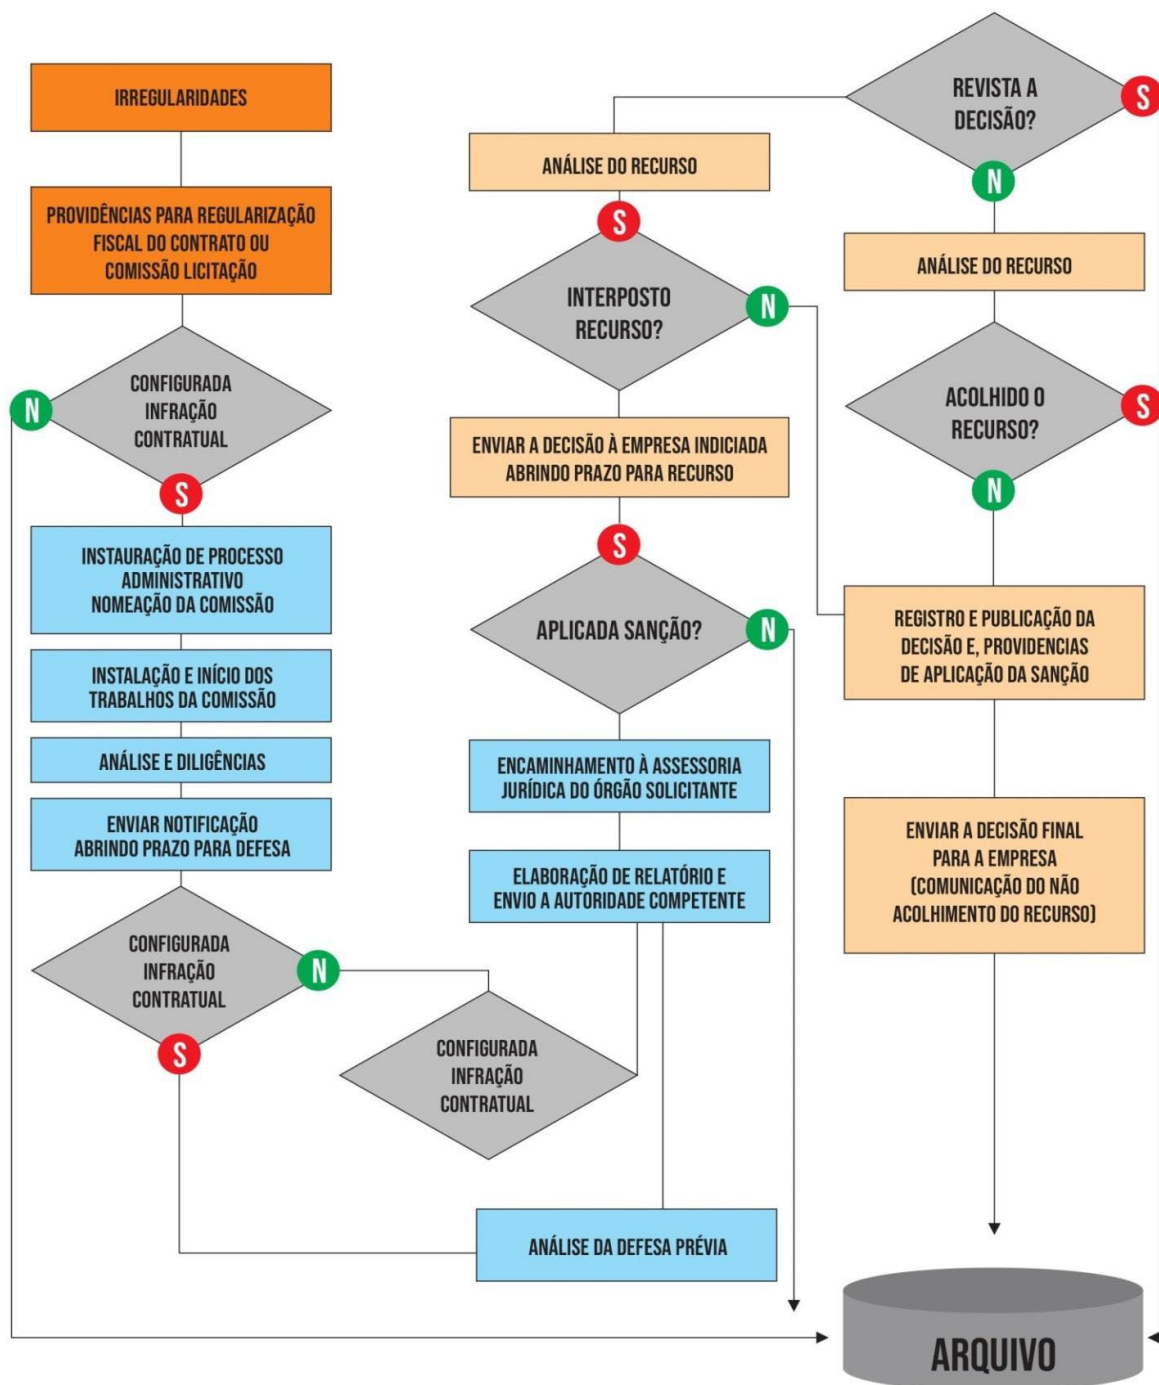 IRREGULARIDADES
PROVIDÊNCIAS PARA REGULARIZAÇÃO
FISCAL DO CONTRATO OU
COMISSÃO LICITAÇÃO
CONFIGURADA
INFRAÇÃO
CONTRATUAL
N
S
INSTAURAÇÃO DE PROCESSO
ADMINISTRATIVO
NOMEAÇÃO DA COMISSÃO
INSTALAÇÃO E INÍCIO DOS
TRABALHOS DA COMISSÃO
ANÁLISE E DILIGÊNCIAS
ENVIAR NOTIFICAÇÃO
ABRINDO PRAZO PARA DEFESA
CONFIGURADA
INFRAÇÃO
CONTRATUAL
N
S
CONFIGURADA
INFRAÇÃO
CONTRATUAL
ANÁLISE DO RECURSO
S
INTERPOSTO
RECURSO?
N
ENVIAR A DECISÃO À EMPRESA INDICIADA
ABRINDO PRAZO PARA RECURSO
S
APLICADA SANÇÃO?
N
ENCAMINHAMENTO À ASSESSORIA
JURÍDICA DO ÓRGÃO SOLICITANTE
ELABORAÇÃO DE RELATÓRIO E
ENVIO A AUTORIDADE COMPETENTE
ANÁLISE DA DEFESA PRÉVIA
REVISTA A
DECISÃO?
S
N
ANÁLISE DO RECURSO
ACOLHIDO O
RECURSO?
S
N
REGISTRO E PUBLICAÇÃO DA
DECISÃO E, PROVIDENCIAS
DE APLICAÇÃO DA SANÇÃO
ENVIAR A DECISÃO FINAL
PARA A EMPRESA
(COMUNICAÇÃO DO NÃO
ACOLHIMENTO DO RECURSO)
ARQUIVO